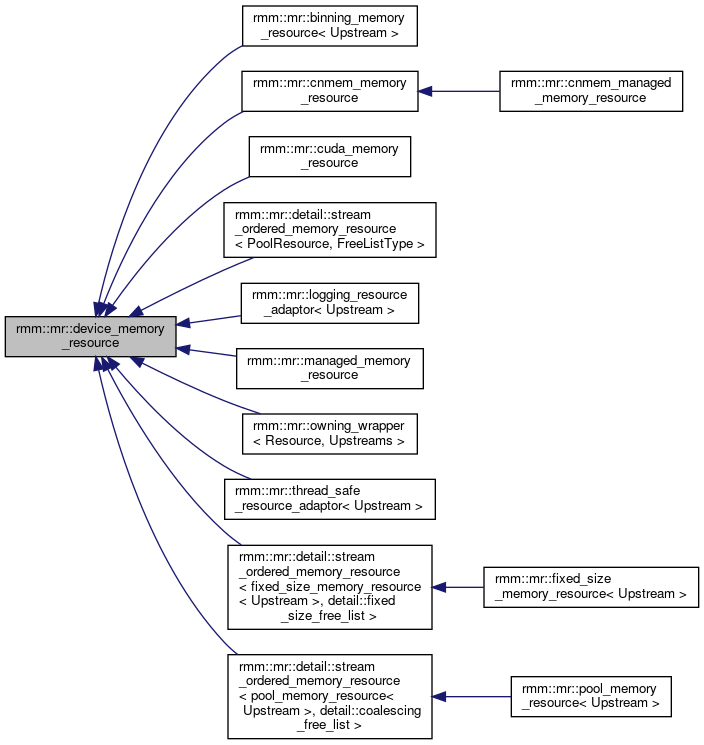 rmm::mr::binning_memory
_resource< Upstream >
rmm::mr::cnmem_memory
_resource
rmm::mr::cnmem_managed
_memory_resource
rmm::mr::cuda_memory
_resource
rmm::mr::detail::stream
_ordered_memory_resource
< PoolResource, FreeListType >
rmm::mr::logging_resource
_adaptor< Upstream >
rmm::mr::device_memory
_resource
rmm::mr::managed_memory
_resource
rmm::mr::owning_wrapper
< Resource, Upstreams >
rmm::mr::thread_safe
_resource_adaptor< Upstream >
rmm::mr::detail::stream
_ordered_memory_resource
< fixed_size_memory_resource
< Upstream >, detail::fixed
_size_free_list >
rmm::mr::fixed_size
_memory_resource< Upstream >
rmm::mr::detail::stream
_ordered_memory_resource
< pool_memory_resource<
Upstream >, detail::coalescing
_free_list >
rmm::mr::pool_memory
_resource< Upstream >